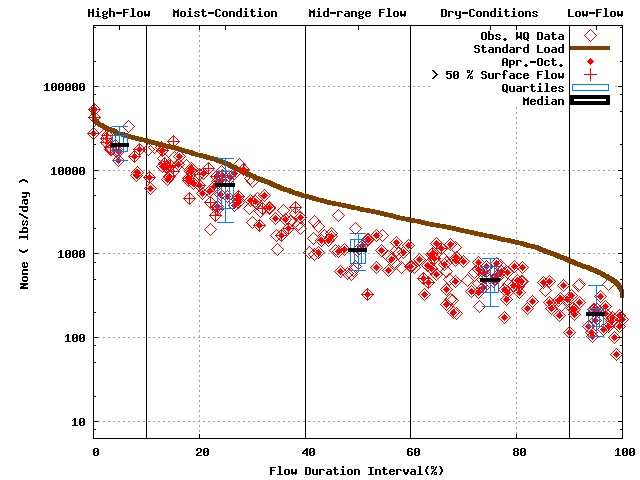 High-Flow Moist-Condition Mid-range Flow Dry-Conditions Low-Flow
Obs. WQ Data
Standard Load
Apr.-Oct.
> 50 % Surface Flow
Quartiles
Median
100000
10000
1000
100
10
None ( lbs/day )
0 20 40 60 80 100
Flow Duration Interval(%)